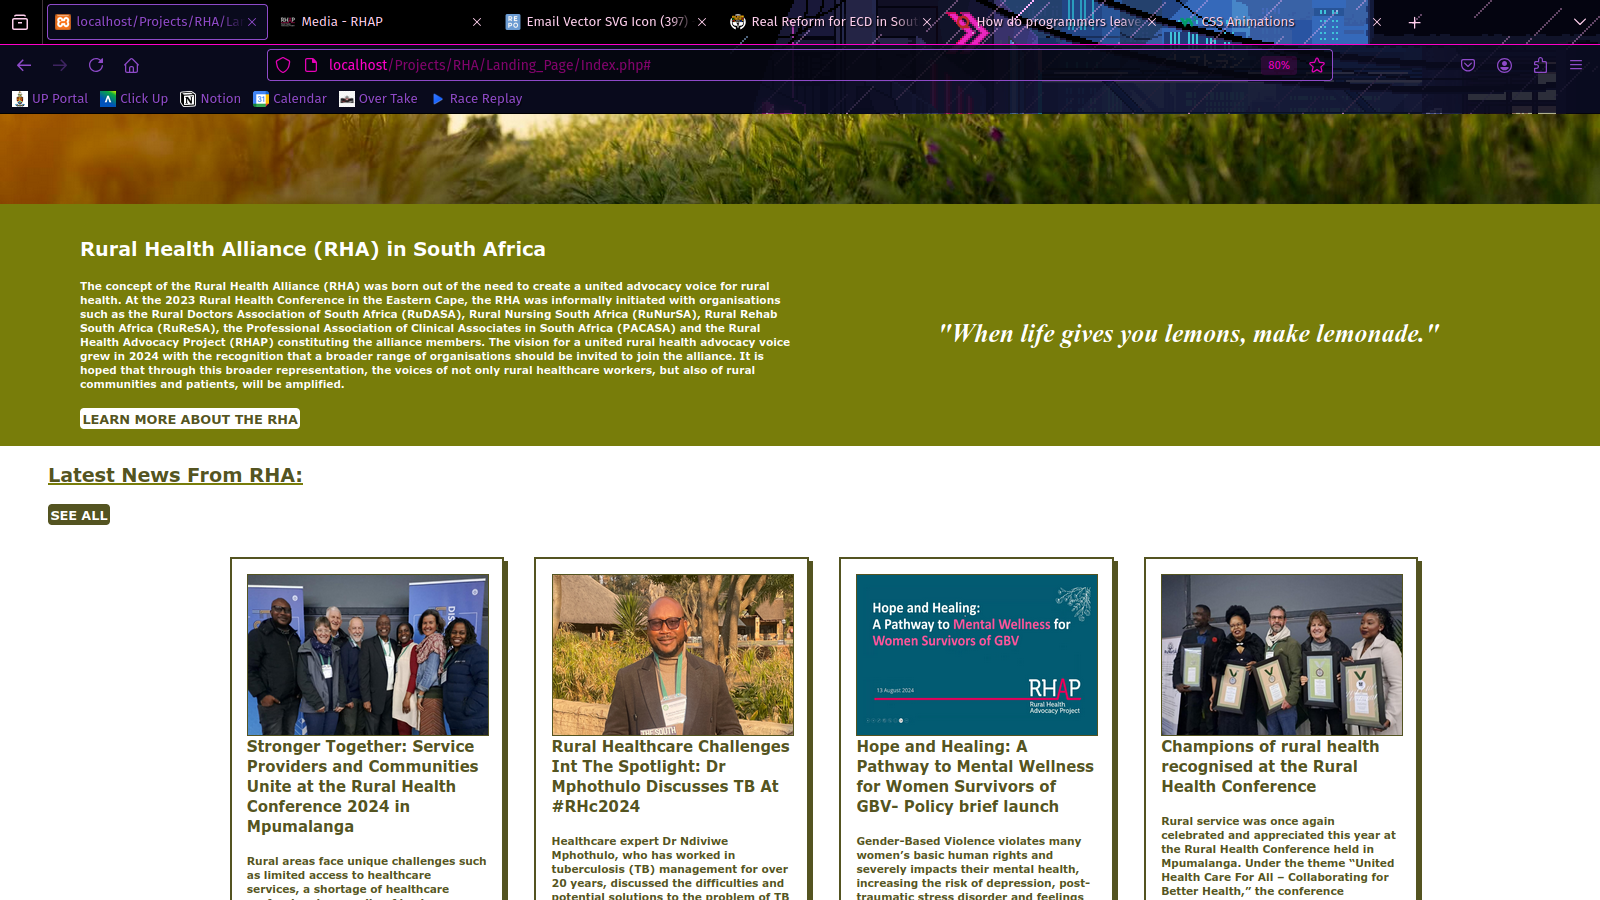 localhost/Projects/RHA/La
Media - RHAP
Email Vector SVG Icon (397)
Real Reform for ECD in Sout
How do programmers leave
CSS Animations
localhost/Projects/RHA/Landing_Page/Index.php#
80%
UP Portal
Click Up
Notion
Calendar
Over Take
Race Replay
Rural Health Alliance (RHA) in South Africa
The concept of the Rural Health Alliance (RHA) was born out of the need to create a united advocacy voice for rural
health. At the 2023 Rural Health Conference in the Eastern Cape, the RHA was informally initiated with organisations
such as the Rural Doctors Association of South Africa (RuDASA), Rural Nursing South Africa (RuNurSA), Rural Rehab
South Africa (RuReSA), the Professional Association of Clinical Associates in South Africa (PACASA) and the Rural
Health Advocacy Project (RHAP) constituting the alliance members. The vision for a united rural health advocacy voice
grew in 2024 with the recognition that a broader range of organisations should be invited to join the alliance. It is
hoped that through this broader representation, the voices of not only rural healthcare workers, but also of rural
communities and patients, will be amplified.
LEARN MORE ABOUT THE RHA
"When life gives you lemons, make lemonade."
Latest News From RHA:
SEE ALL
Stronger Together: Service
Providers and Communities
Unite at the Rural Health
Conference 2024 in
Mpumalanga
Rural areas face unique challenges such
as limited access to healthcare
services, a shortage of healthcare
THE SOUTH
Rural Healthcare Challenges
Int The Spotlight: Dr
Mphothulo Discusses TB At
#RHc2024
Healthcare expert Dr Ndiviwe
Mphothulo, who has worked in
tuberculosis (TB) management for over
20 years, discussed the difficulties and
potential solutions to the problem of TB
Hope and Healing:
A Pathway to Mental Wellness for
Women Survivors of GBV
13 August 2024
RHAP
Rural Health
Advocacy Project
Hope and Healing: A
Pathway to Mental Wellness
for Women Survivors of
GBV– Policy brief launch
Gender-Based Violence violates many
women's basic human rights and
severely impacts their mental health,
increasing the risk of depression, post-
traumatic stress disorder and feelings
Champions of rural health
recognised at the Rural
Health Conference
Rural service was once again
celebrated and appreciated this year at
the Rural Health Conference held in
Mpumalanga. Under the theme “United
Health Care For All – Collaborating for
Better Health,” the conference